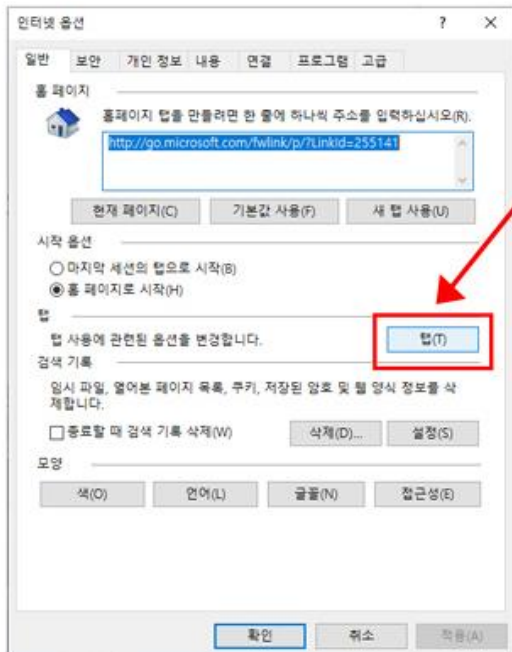 인터넷 옵션 ? ×
일반 보안 개인 정보 내용 연결 프로그램 고급
홈 페이지
홈페이지 탭을 만들려면 한 줄에 하나씩 주소를 입력하십시오(R).
http://go.microsoft.com/fwlink/p/?LinkId=255141
현재 페이지(C) 기본값 사용(F) 새 탭 사용(U)
시작 옵션
마지막 세션의 탭으로 시작(B)
홈 페이지로 시작(H)
탭
탭 사용에 관련된 옵션을 변경합니다. 탭(T)
검색 기록
임시 파일, 열어본 페이지 목록, 쿠키, 저장된 암호 및 웹 양식 정보를 삭
제합니다.
종료할 때 검색 기록 삭제(W) 삭제(D)... 설정(S)
모양
색(O) 언어(L) 글꼴(N) 접근성(E)
확인 취소 적용(A)